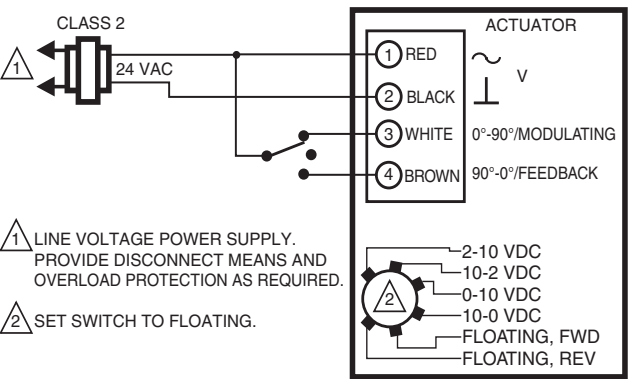 CLASS 2
ACTUATOR
1
24 VAC
1 RED
V
2 BLACK
3 WHITE 0°-90°/MODULATING
4 BROWN 90°-0°/FEEDBACK
1 LINE VOLTAGE POWER SUPPLY.
PROVIDE DISCONNECT MEANS AND
OVERLOAD PROTECTION AS REQUIRED.
2 SET SWITCH TO FLOATING.
2
2-10 VDC
10-2 VDC
0-10 VDC
10-0 VDC
FLOATING, FWD
FLOATING, REV